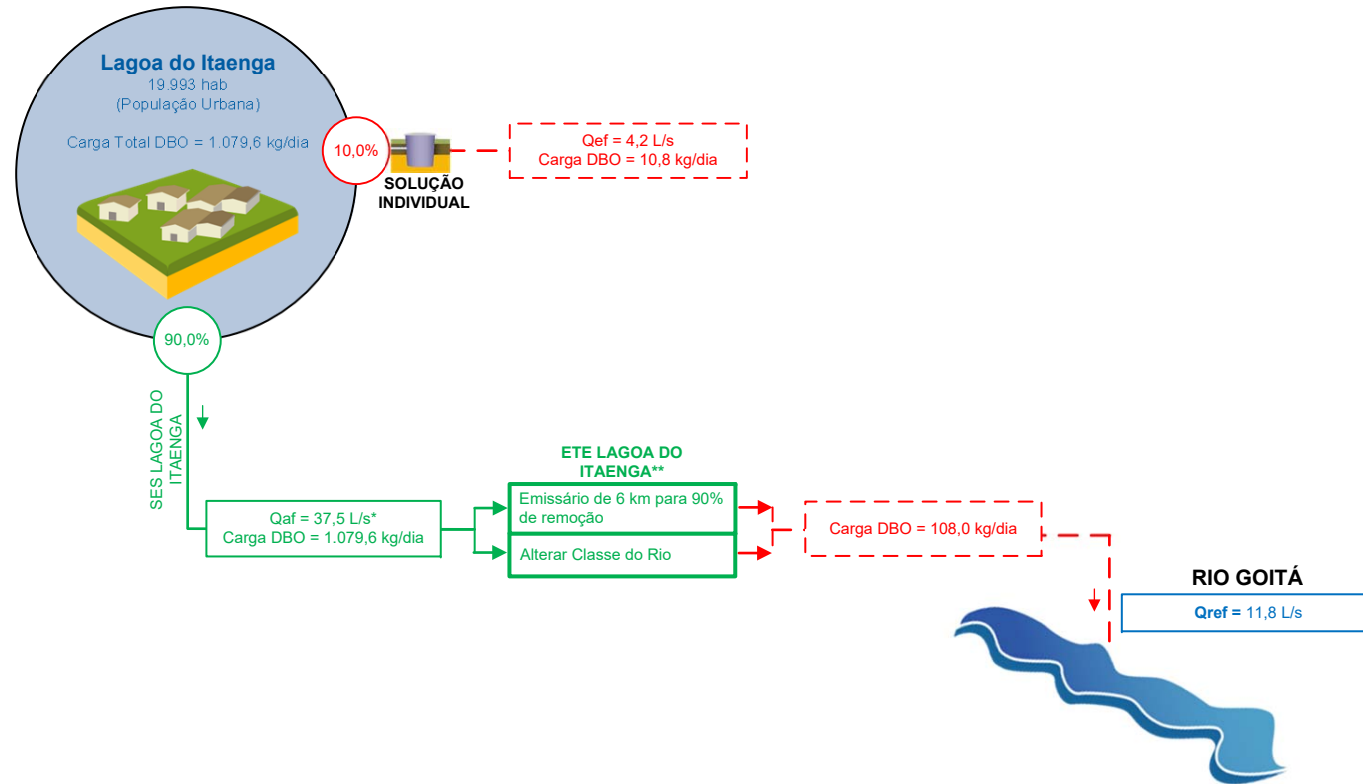 Lagoa do Itaenga
19.993 hab
(População Urbana)
Carga Total DBO = 1.079,6 kg/dia
10,0%
SOLUÇÃO
INDIVIDUAL
Qef = 4,2 L/s
Carga DBO = 10,8 kg/dia
90,0%
SES LAGOA DO
ITAENGA
Qaf = 37,5 L/s*
Carga DBO = 1.079,6 kg/dia
ETE LAGOA DO
ITAENGA**
Emissário de 6 km para 90%
de remoção
Alterar Classe do Rio
Carga DBO = 108,0 kg/dia
RIO GOITÁ
Qref = 11,8 L/s